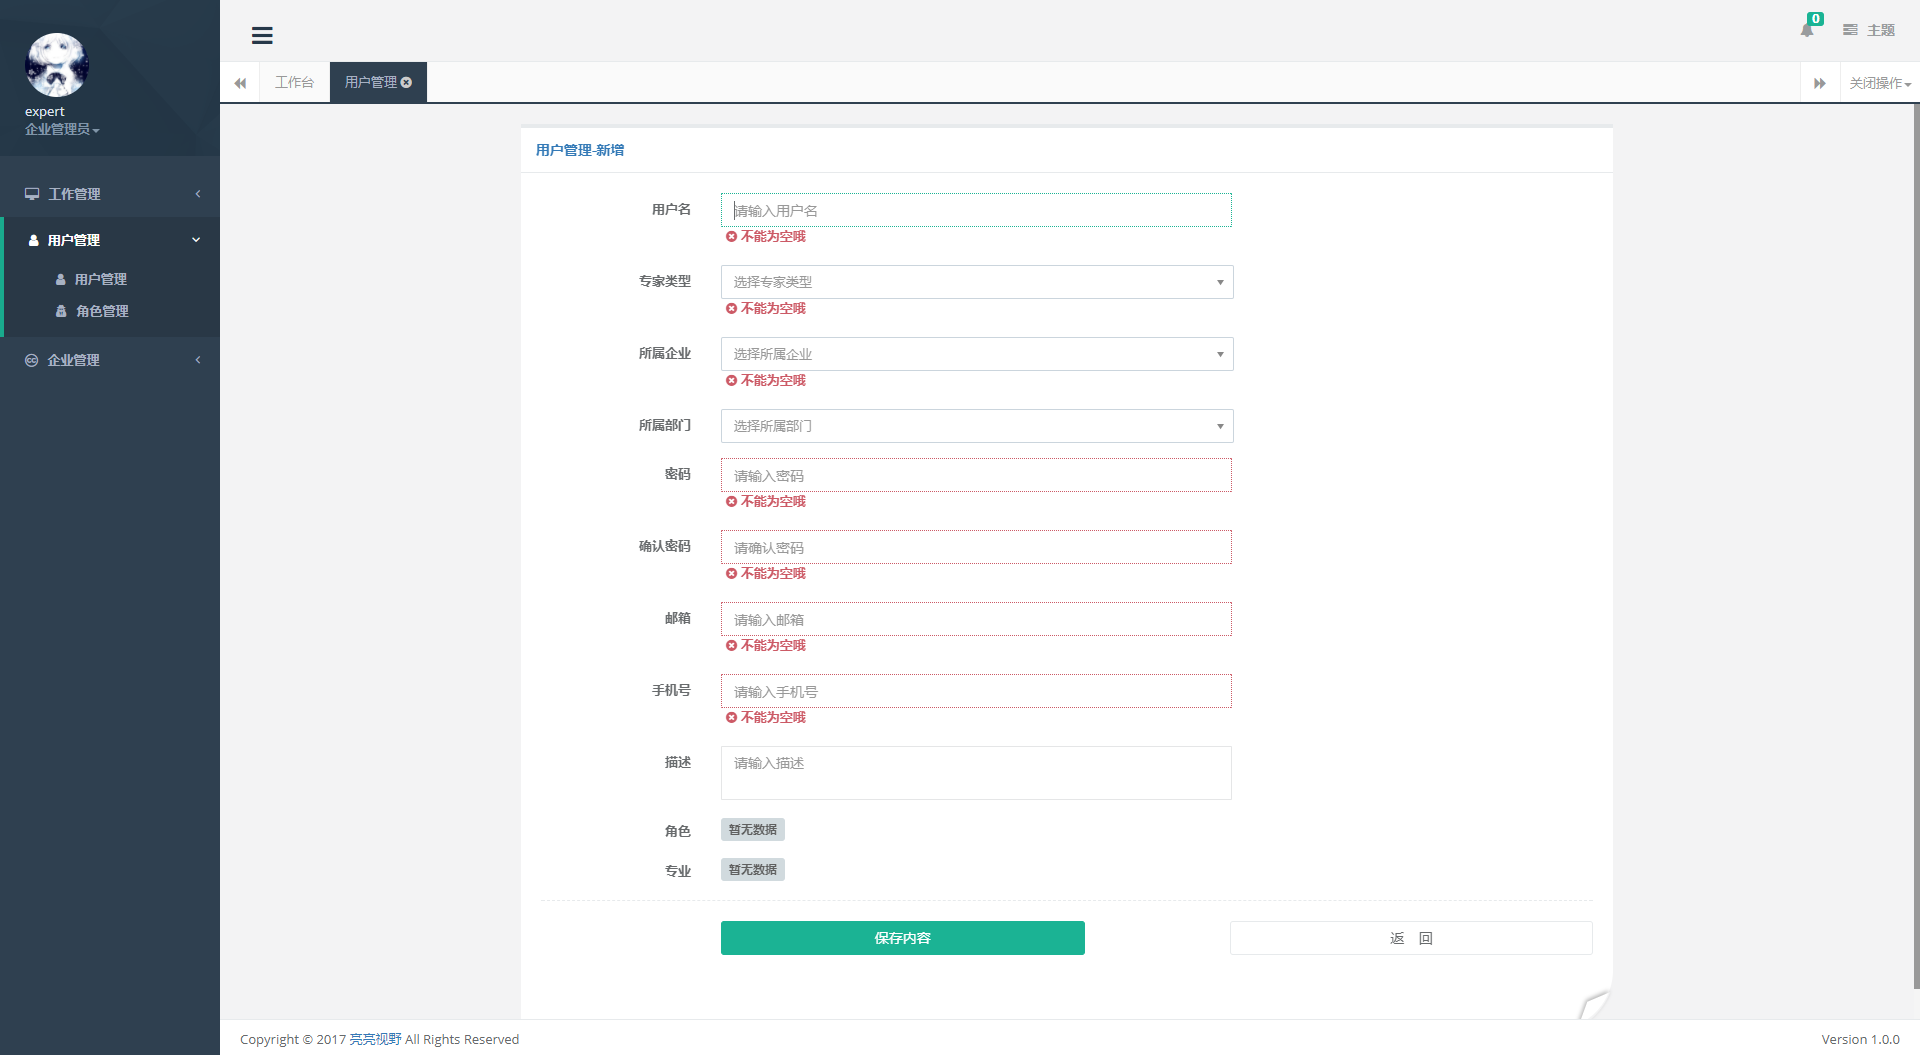 expert
企业管理员
工作管理
用户管理
用户管理
角色管理
企业管理
0
主题
工作台
用户管理
关闭操作
用户管理-新增
用户名
请输入用户名
不能为空哦
专家类型
选择专家类型
不能为空哦
所属企业
选择所属企业
不能为空哦
所属部门
选择所属部门
密码
请输入密码
不能为空哦
确认密码
请确认密码
不能为空哦
邮箱
请输入邮箱
不能为空哦
手机号
请输入手机号
不能为空哦
描述
请输入描述
角色
暂无数据
专业
暂无数据
保存内容
返 回
Copyright © 2017 亮亮视野 All Rights Reserved
Version 1.0.0